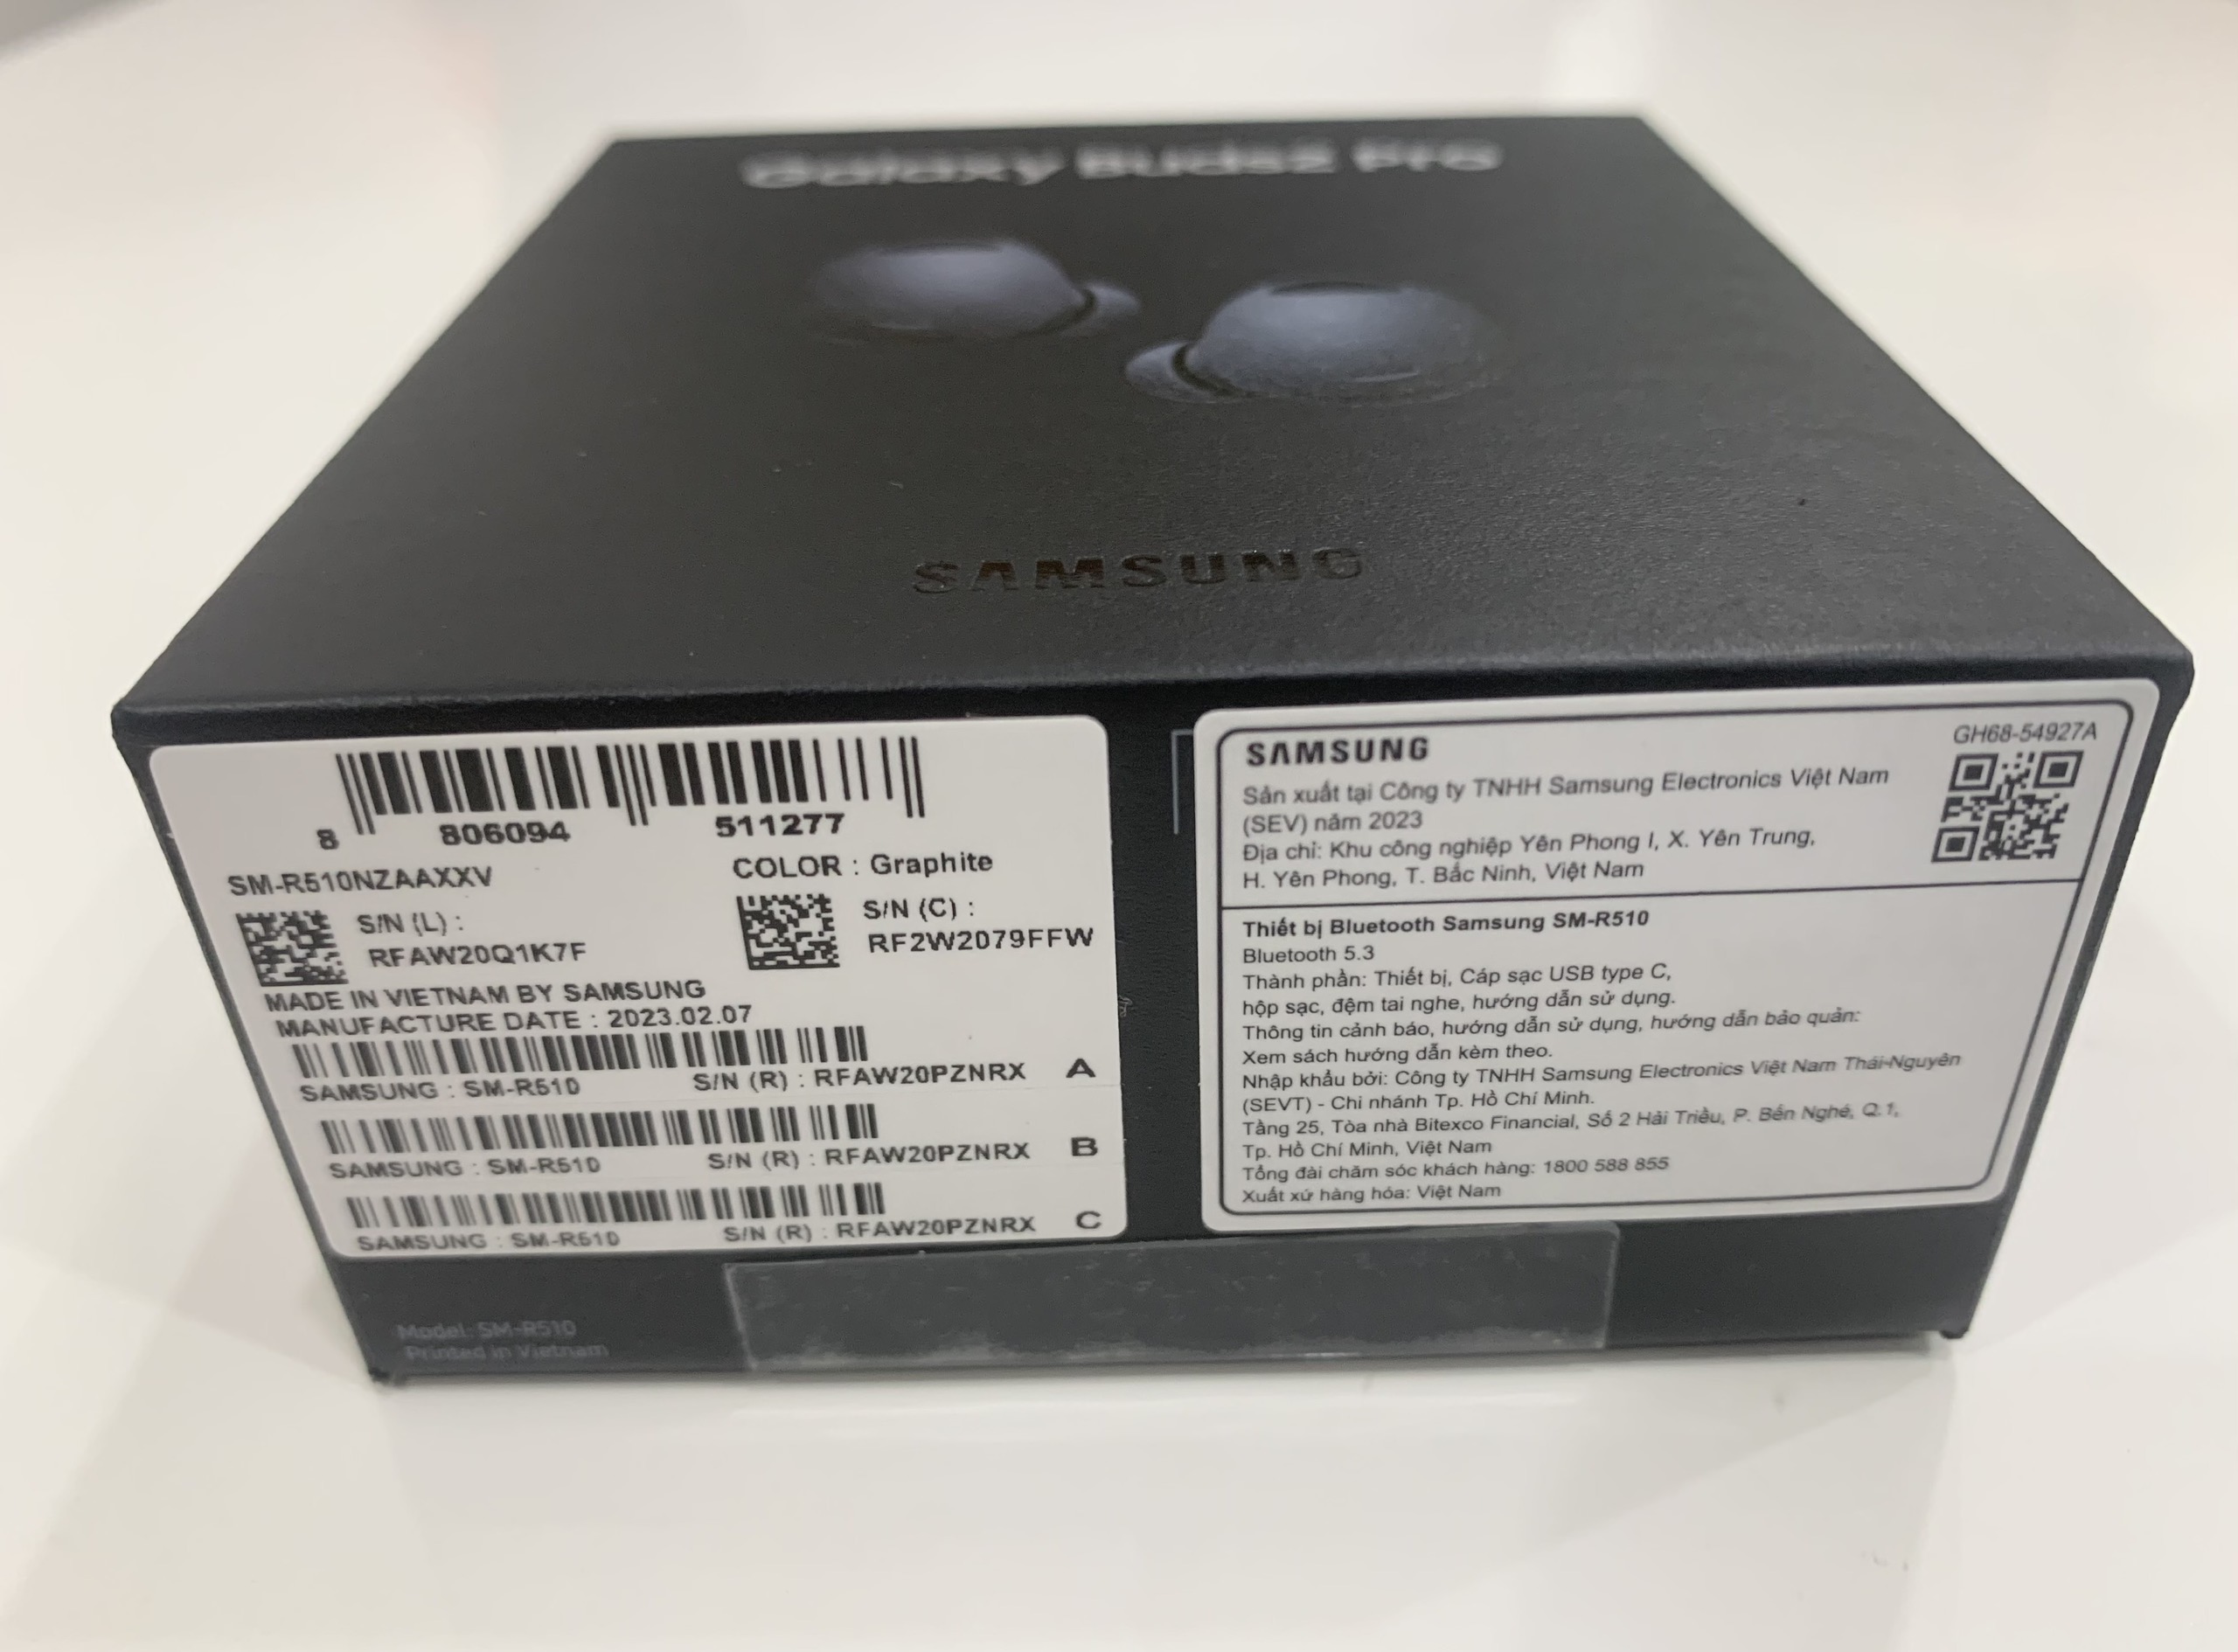 Galaxy Buds2 Pro
SAMSUNG
8 806094 511277
SM-R510NZAAXXV
COLOR : Graphite
S/N (L) :
RFAW20Q1K7F
S/N (C) :
RF2W2079FFW
MADE IN VIETNAM BY SAMSUNG
MANUFACTURE DATE : 2023.02.07
SAMSUNG : SM-R510 S/N (R) : RFAW20PZNRX A
SAMSUNG : SM-R510 S/N (R) : RFAW20PZNRX B
SAMSUNG : SM-R510 S/N (R) : RFAW20PZNRX C
Model: SM-R510
Printed in Vietnam
SAMSUNG
GH68-54927A
Sản xuất tại Công ty TNHH Samsung Electronics Việt Nam
(SEV) năm 2023
Địa chỉ: Khu công nghiệp Yên Phong I, X. Yên Trung,
H. Yên Phong, T. Bắc Ninh, Việt Nam
Thiết bị Bluetooth Samsung SM-R510
Bluetooth 5.3
Thành phần: Thiết bị, Cáp sạc USB type C,
hộp sạc, đệm tai nghe, hướng dẫn sử dụng.
Thông tin cảnh báo, hướng dẫn sử dụng, hướng dẫn bảo quản:
Xem sách hướng dẫn kèm theo.
Nhập khẩu bởi: Công ty TNHH Samsung Electronics Việt Nam Thái-Nguyên
(SEVT) - Chi nhánh Tp. Hồ Chí Minh.
Tầng 25, Tòa nhà Bitexco Financial, Số 2 Hải Triều, P. Bến Nghé, Q.1,
Tp. Hồ Chí Minh, Việt Nam
Tổng đài chăm sóc khách hàng: 1800 588 855
Xuất xứ hàng hóa: Việt Nam